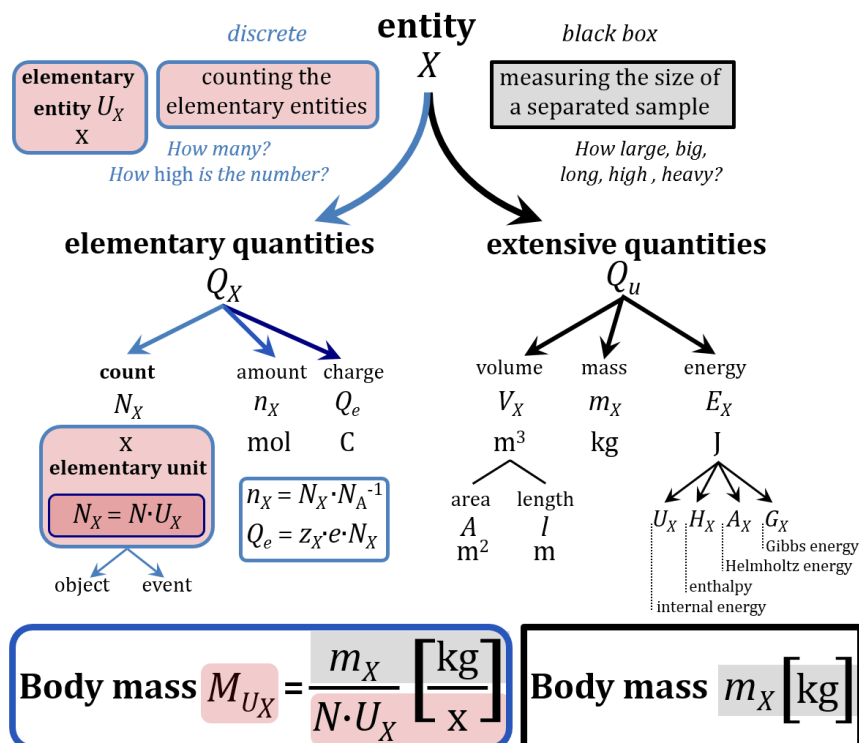 discrete
entity
black box
X
elementary
entity U_X
x
counting the
elementary entities
measuring the size of
a separated sample
How many?
How high is the number?
How large, big,
long, high , heavy?
elementary quantities
Q_X
extensive quantities
Q_u
count
N_X
amount
n_X
mol
charge
Q_e
C
volume
V_X
m³
mass
m_X
kg
energy
E_X
J
x
elementary unit
N_X = N·U_X
n_X = N_X·N_A⁻¹
Q_e = z_X·e·N_X
object
event
area
A
m²
length
l
m
U_X H_X A_X G_X
Gibbs energy
Helmholtz energy
enthalpy
internal energy
Body mass M_{U_X} = m_X / N·U_X [kg / x]
Body mass m_X [kg]